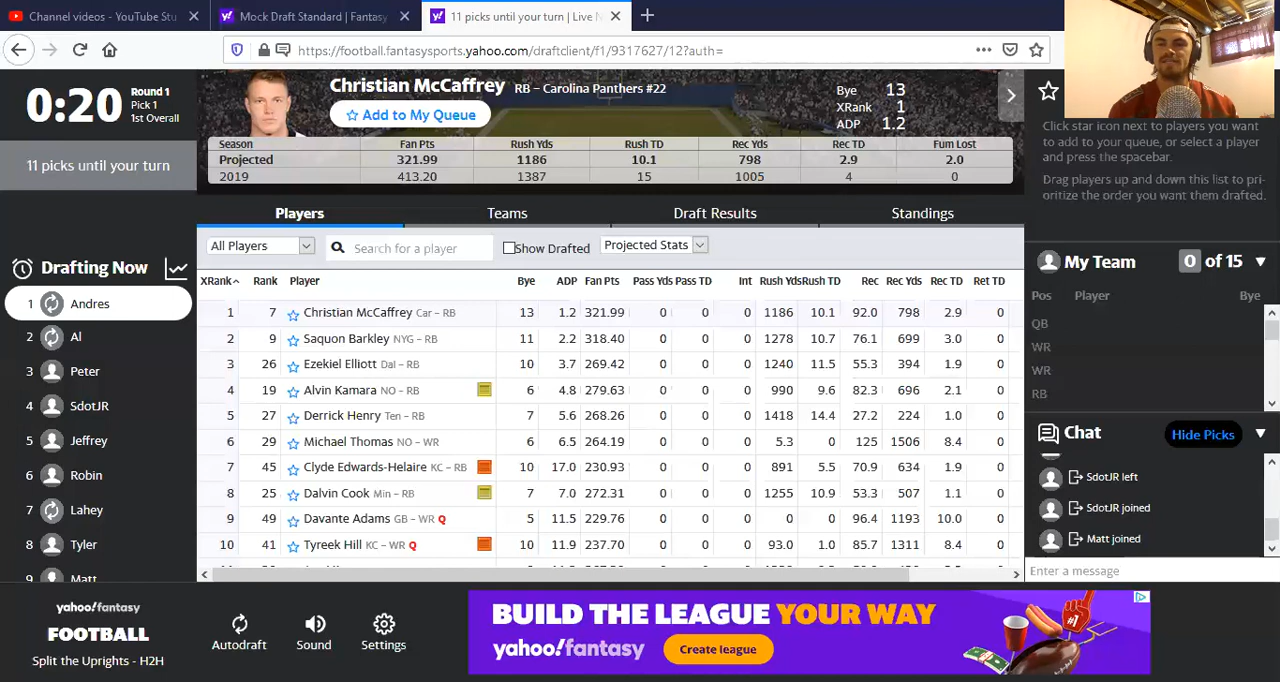 Channel videos - YouTube Stu
Mock Draft Standard | Fantasy
11 picks until your turn | Live N
https://football.fantasysports.yahoo.com/draftclient/f1/9317627/12?auth=
0:20
Round 1
Pick 1
1st Overall
11 picks until your turn
Drafting Now
1 Andres
2 Al
3 Peter
4 SdotJR
5 Jeffrey
6 Robin
7 Lahey
8 Tyler
9 Matt
Christian McCaffrey RB – Carolina Panthers #22
Add to My Queue
Bye 13
XRank 1
ADP 1.2
Season Fan Pts Rush Yds Rush TD Rec Yds Rec TD Fum Lost
Projected 321.99 1186 10.1 798 2.9 2.0
2019 413.20 1387 15 1005 4 0
Players Teams Draft Results Standings
All Players Search for a player Show Drafted Projected Stats
XRank Rank Player Bye ADP Fan Pts Pass Yds Pass TD Int Rush Yds Rush TD Rec Rec Yds Rec TD Ret TD
1 7 Christian McCaffrey Car – RB 13 1.2 321.99 0 0 0 1186 10.1 92.0 798 2.9 0
2 9 Saquon Barkley NYG – RB 11 2.2 318.40 0 0 0 1278 10.7 76.1 699 3.0 0
3 26 Ezekiel Elliott Dal – RB 10 3.7 269.42 0 0 0 1240 11.5 55.3 394 1.9 0
4 19 Alvin Kamara NO – RB 6 4.8 279.63 0 0 0 990 9.6 82.3 696 2.1 0
5 27 Derrick Henry Ten – RB 7 5.6 268.26 0 0 0 1418 14.4 27.2 224 1.0 0
6 29 Michael Thomas NO – WR 6 6.5 264.19 0 0 0 5.3 0 125 1506 8.4 0
7 45 Clyde Edwards-Helaire KC – RB 10 17.0 230.93 0 0 0 891 5.5 70.9 634 1.9 0
8 25 Dalvin Cook Min – RB 7 7.0 272.31 0 0 0 1255 10.9 53.3 507 1.1 0
9 49 Davante Adams GB – WR Q 5 11.5 229.76 0 0 0 0 0 96.4 1193 10.0 0
10 41 Tyreek Hill KC – WR Q 10 11.9 237.70 0 0 0 93.0 1.0 85.7 1311 8.4 0
Click star icon next to players you want
to add to your queue, or select a player
and press the spacebar.
Drag players up and down this list to pri-
oritize the order you want them drafted.
My Team 0 of 15
Pos Player Bye
QB
WR
WR
RB
Chat Hide Picks
SdotJR left
SdotJR joined
Matt joined
Enter a message
yahoo!fantasy
FOOTBALL
Split the Uprights - H2H
Autodraft
Sound
Settings
BUILD THE LEAGUE YOUR WAY
yahoo!fantasy
Create league
#1